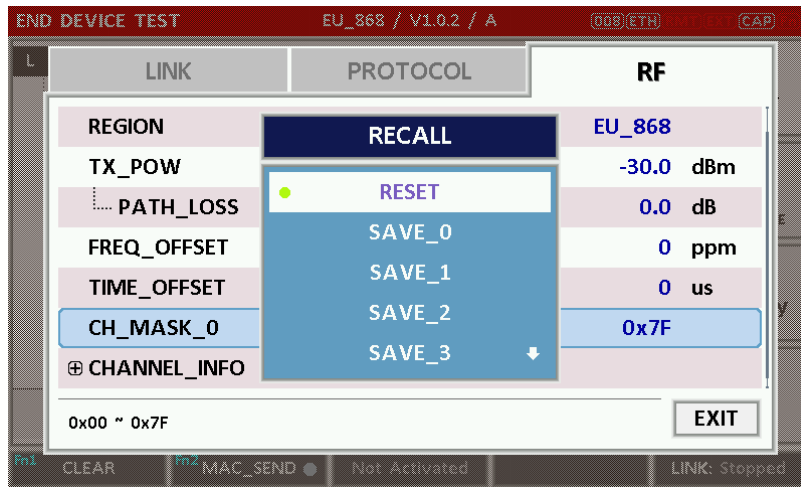 END DEVICE TEST EU_868 / V1.0.2 / A 008 ETH CAP
L
LINK PROTOCOL RF
REGION EU_868
RECALL
TX_POW -30.0 dBm
RESET
PATH_LOSS 0.0 dB
SAVE_0
FREQ_OFFSET 0 ppm
SAVE_1
TIME_OFFSET 0 us
SAVE_2
CH_MASK_0 0x7F
SAVE_3
CHANNEL_INFO
0x00 ~ 0x7F EXIT
Fn1 CLEAR Fn2 MAC_SEND Not Activated LINK: Stopped